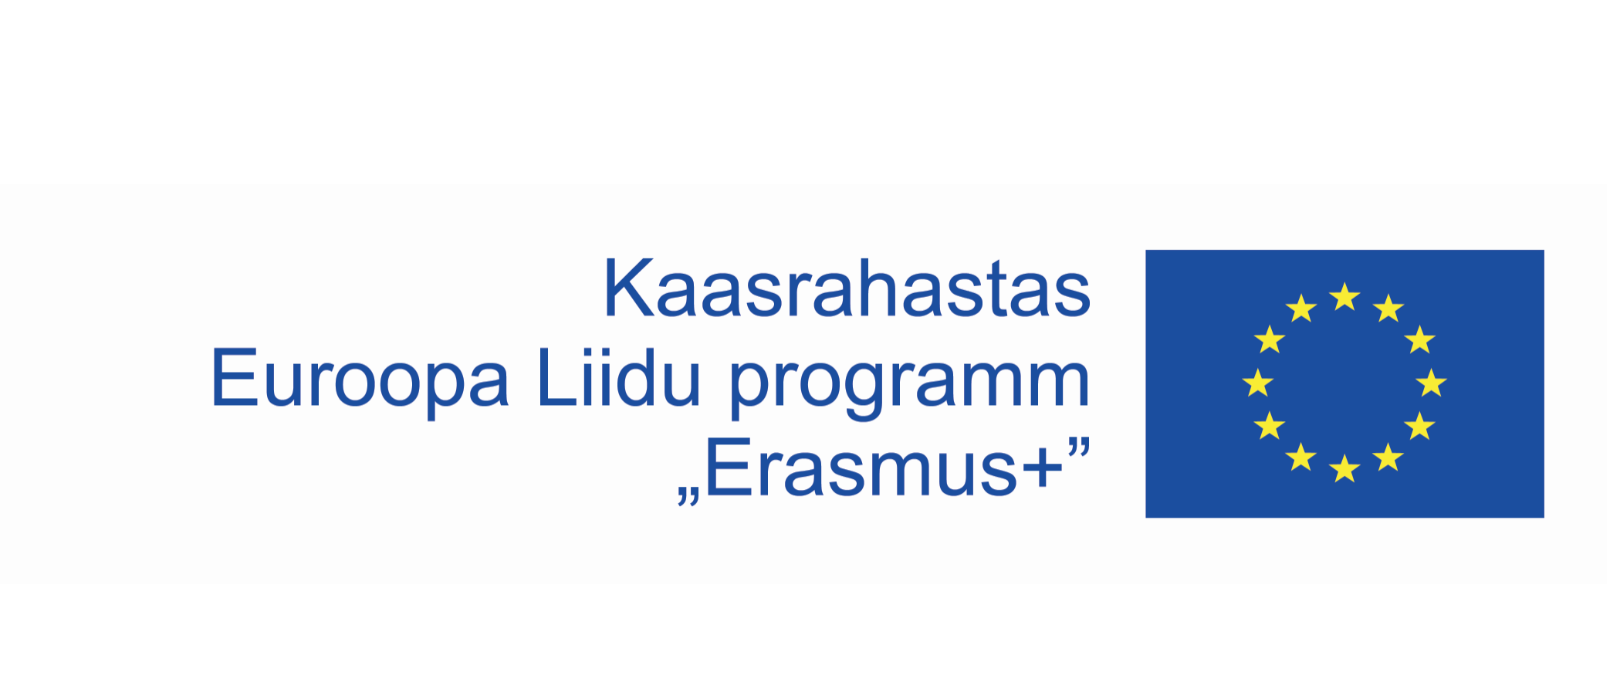 Kaasrahastas
Euroopa Liidu programm
„Erasmus+”